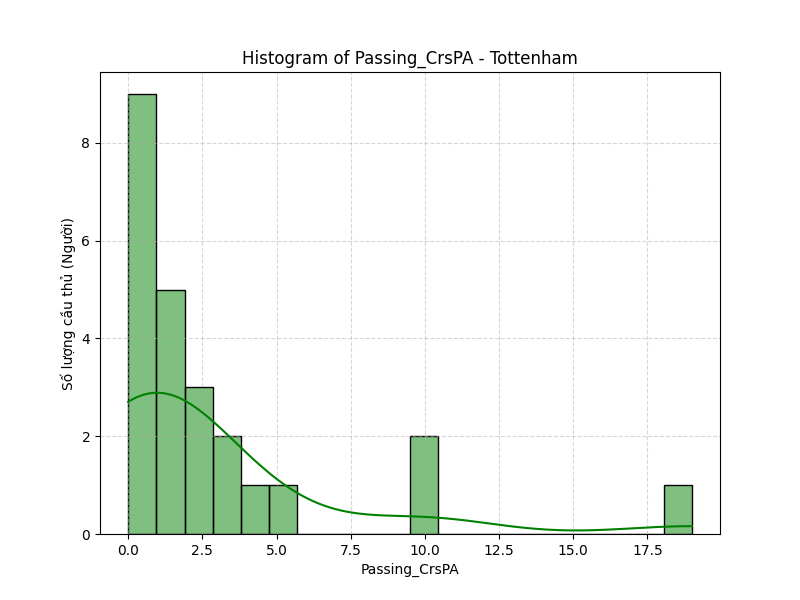 Histogram of Passing_CrsPA - Tottenham
Số lượng cầu thủ (Người)
8
6
4
2
0
0.0 2.5 5.0 7.5 10.0 12.5 15.0 17.5
Passing_CrsPA